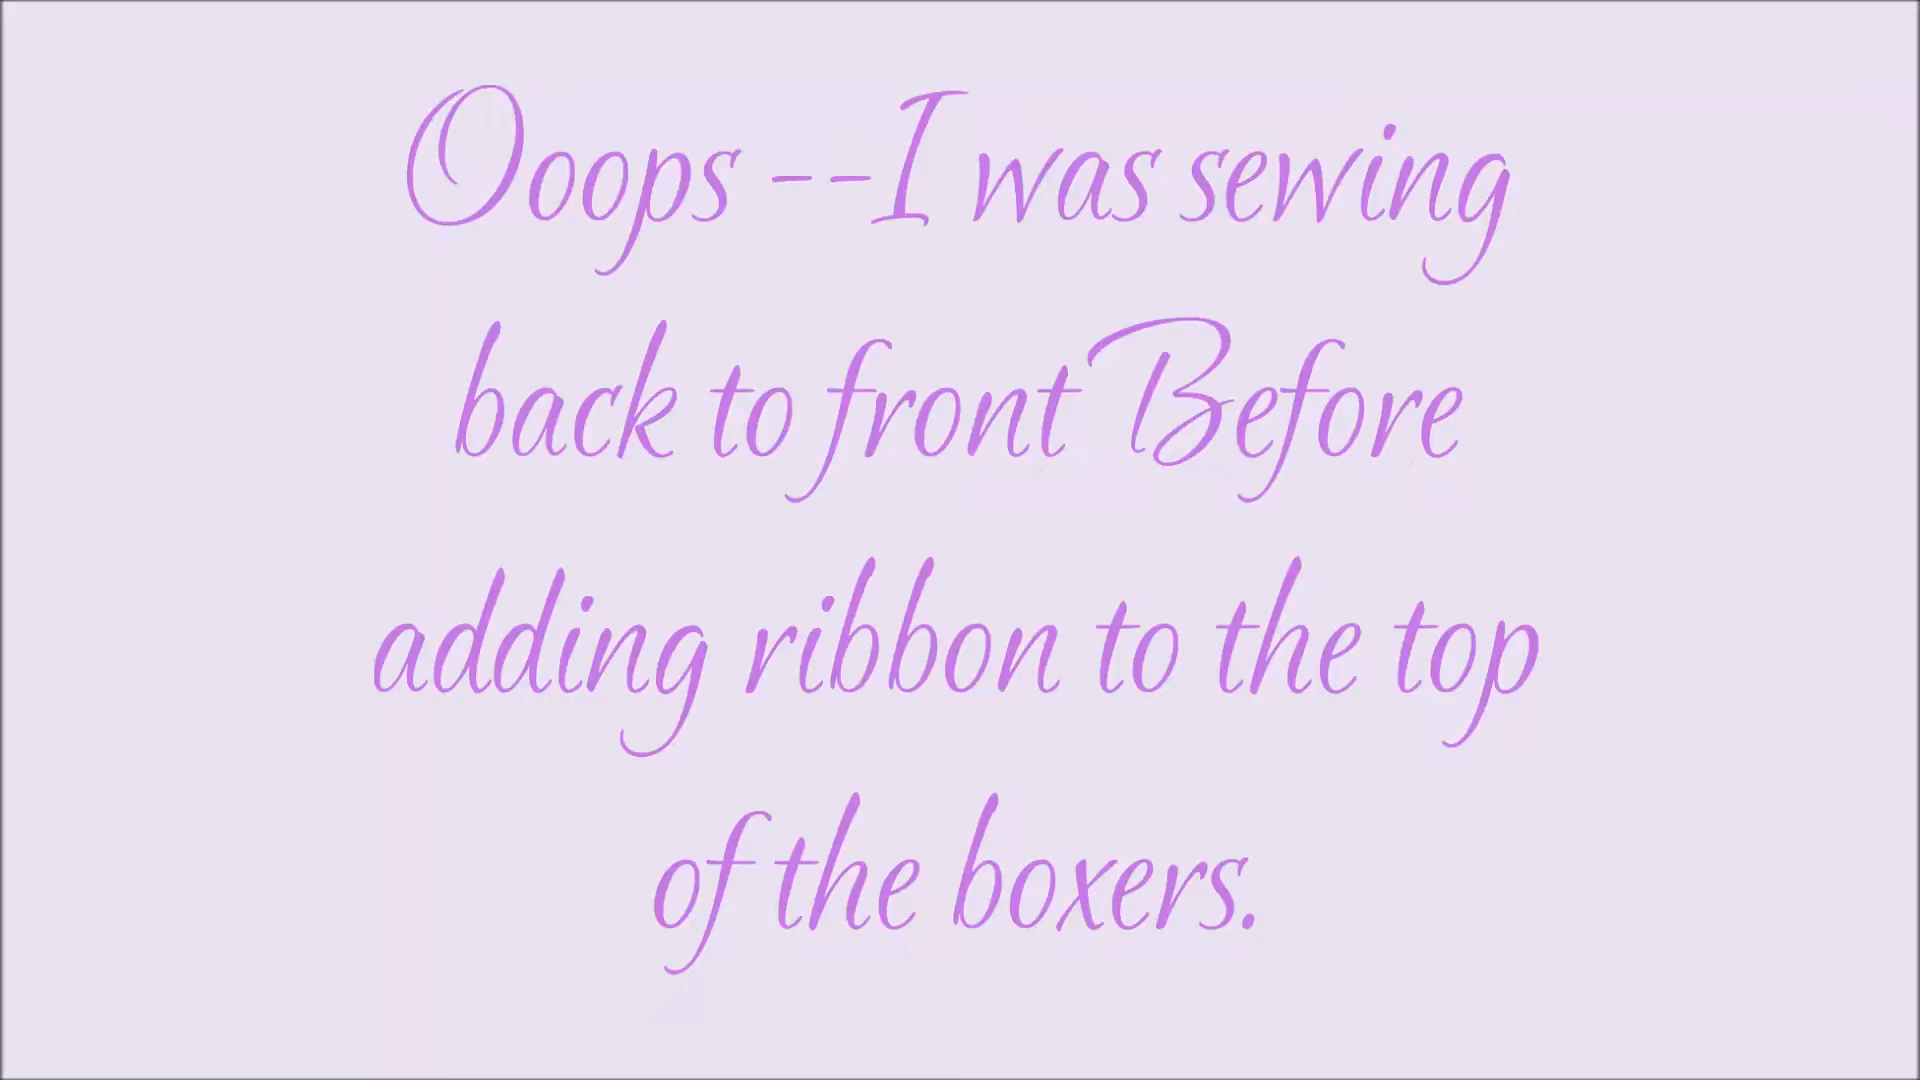 Ooops --I was sewing
back to front Before
adding ribbon to the top
of the boxers.